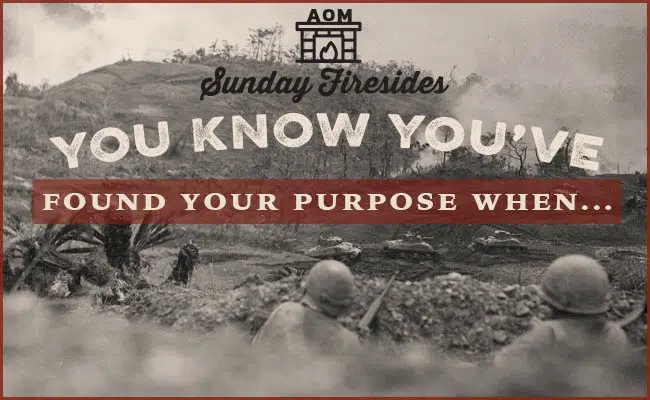 AOM
Sunday Firesides
YOU KNOW YOU'VE
FOUND YOUR PURPOSE WHEN...